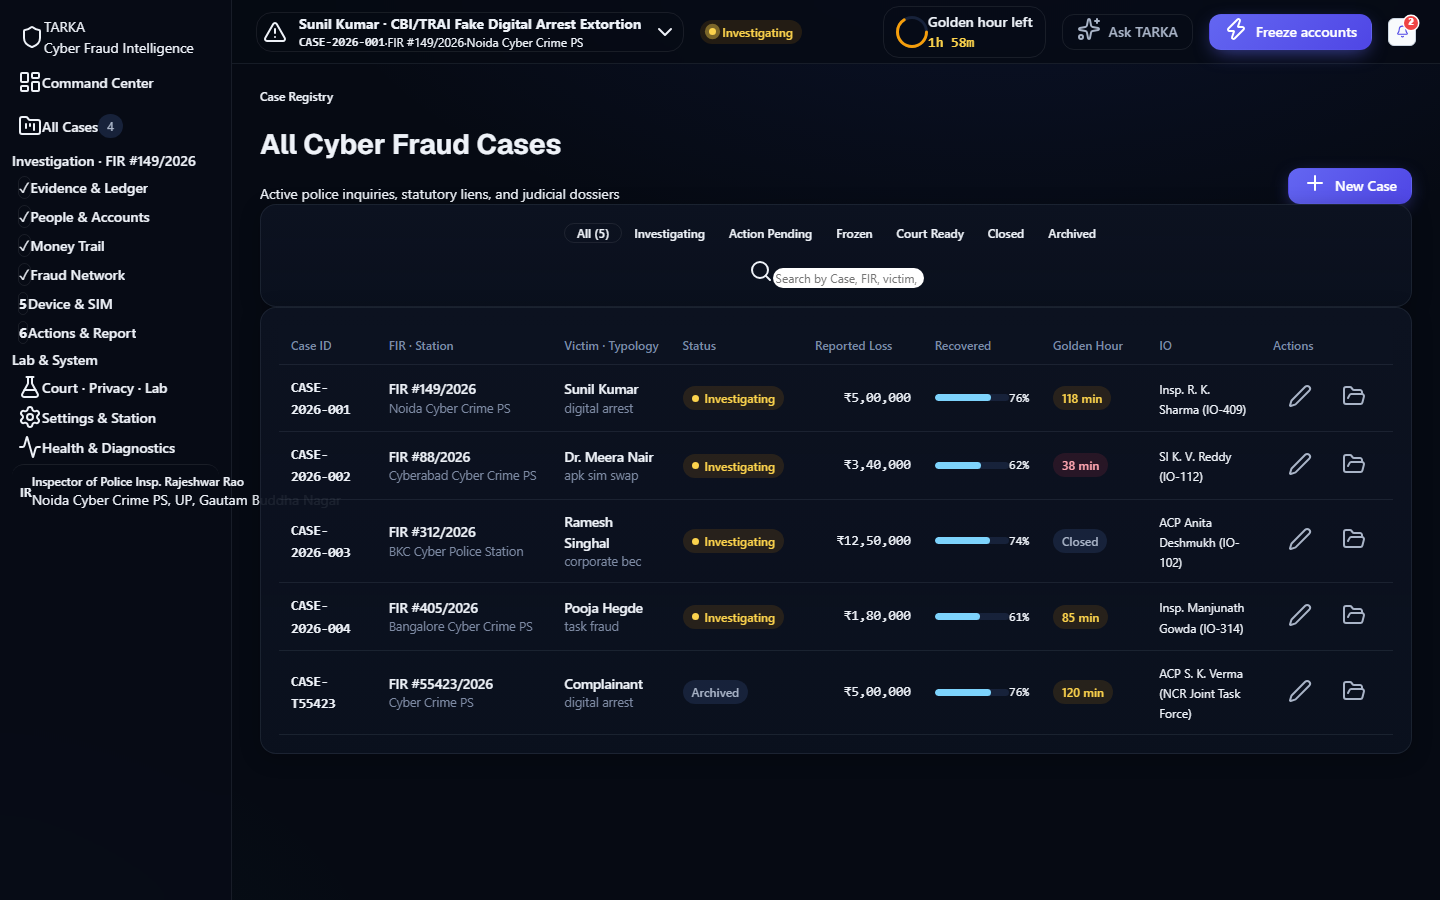 TARKA
Cyber Fraud Intelligence
Command Center
All Cases 4
Investigation · FIR #149/2026
✓Evidence & Ledger
✓People & Accounts
✓Money Trail
✓Fraud Network
5Device & SIM
6Actions & Report
Lab & System
Court · Privacy · Lab
Settings & Station
Health & Diagnostics
IR
Inspector of Police Insp. Rajeshwar Rao
Noida Cyber Crime PS, UP, Gautam Buddha Nagar
Sunil Kumar · CBI/TRAI Fake Digital Arrest Extortion
CASE-2026-001·FIR #149/2026·Noida Cyber Crime PS
Investigating
Golden hour left
1h 58m
Ask TARKA
Freeze accounts
2
Case Registry
All Cyber Fraud Cases
Active police inquiries, statutory liens, and judicial dossiers
New Case
All (5) Investigating Action Pending Frozen Court Ready Closed Archived
Search by Case, FIR, victim,
Case ID FIR · Station Victim · Typology Status Reported Loss Recovered Golden Hour IO Actions
CASE-
2026-001
FIR #149/2026
Noida Cyber Crime PS
Sunil Kumar
digital arrest
Investigating
₹5,00,000
76%
118 min
Insp. R. K.
Sharma (IO-409)
CASE-
2026-002
FIR #88/2026
Cyberabad Cyber Crime PS
Dr. Meera Nair
apk sim swap
Investigating
₹3,40,000
62%
38 min
SI K. V. Reddy
(IO-112)
CASE-
2026-003
FIR #312/2026
BKC Cyber Police Station
Ramesh
Singhal
corporate bec
Investigating
₹12,50,000
74%
Closed
ACP Anita
Deshmukh (IO-
102)
CASE-
2026-004
FIR #405/2026
Bangalore Cyber Crime PS
Pooja Hegde
task fraud
Investigating
₹1,80,000
61%
85 min
Insp. Manjunath
Gowda (IO-314)
CASE-
T55423
FIR #55423/2026
Cyber Crime PS
Complainant
digital arrest
Archived
₹5,00,000
76%
120 min
ACP S. K. Verma
(NCR Joint Task
Force)